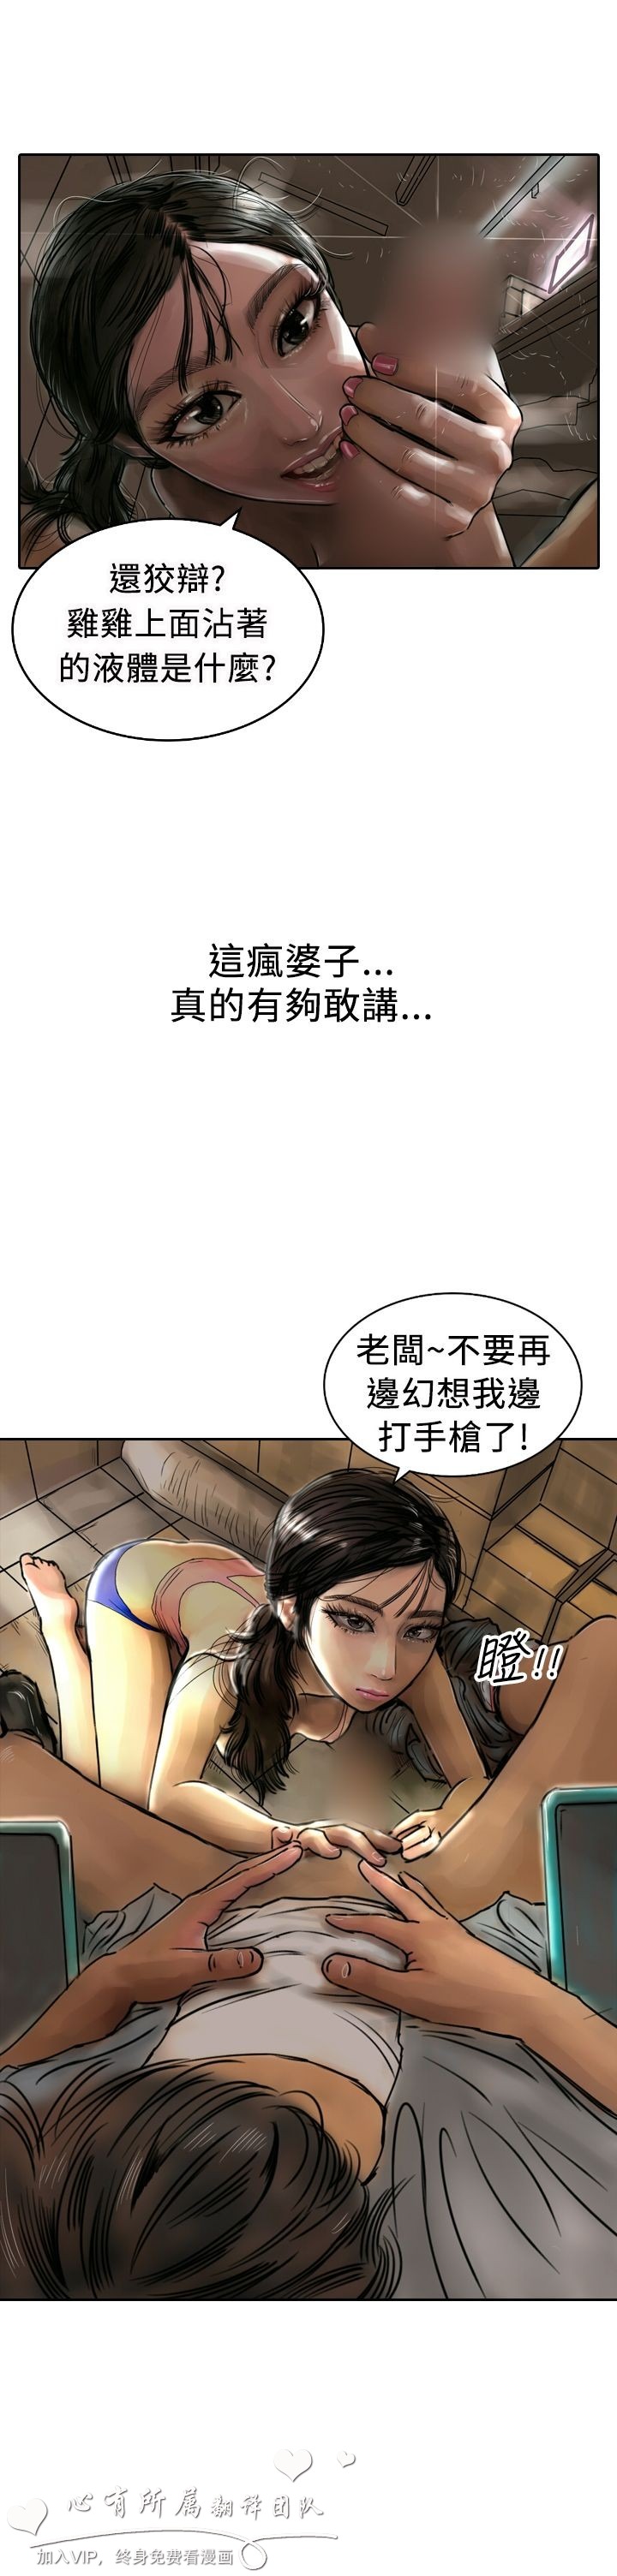 還狡辯?
雞雞上面沾著
的液體是什麼?
這瘋婆子...
真的有夠敢講...
老闆~不要再
邊幻想我邊
打手槍了!
瞪!!
心有所属翻译团队
加入VIP，终身免费看漫画